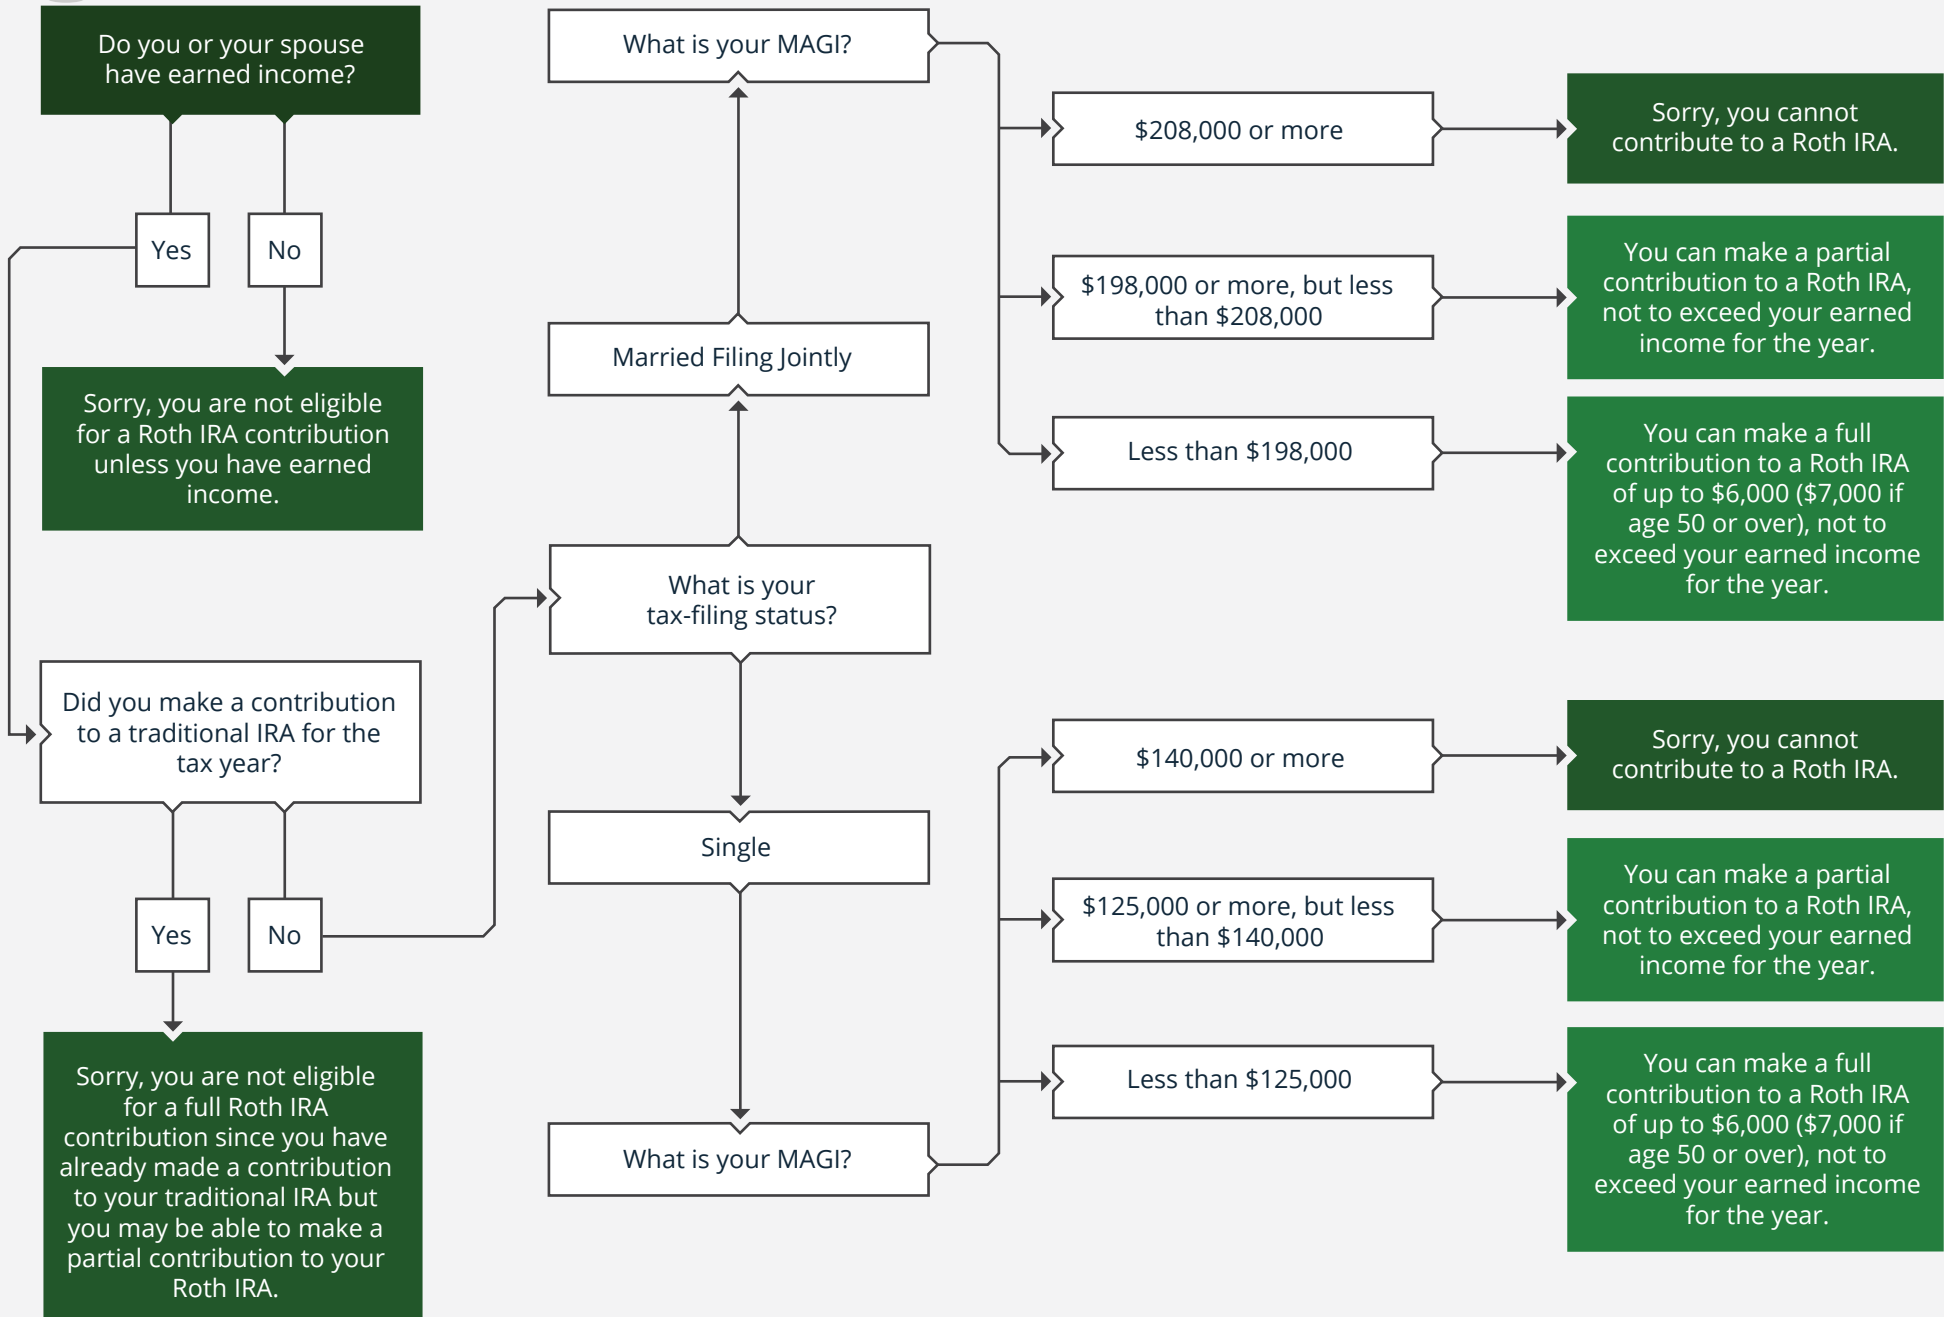 Do you or your spouse
have earned income?
Yes
No
Sorry, you are not eligible
for a Roth IRA contribution
unless you have earned
income.
Did you make a contribution
to a traditional IRA for the
tax year?
Yes
No
Sorry, you are not eligible
for a full Roth IRA
contribution since you have
already made a contribution
to your traditional IRA but
you may be able to make a
partial contribution to your
Roth IRA.
What is your
tax-filing status?
Married Filing Jointly
What is your MAGI?
$208,000 or more
Sorry, you cannot
contribute to a Roth IRA.
$198,000 or more, but less
than $208,000
You can make a partial
contribution to a Roth IRA,
not to exceed your earned
income for the year.
Less than $198,000
You can make a full
contribution to a Roth IRA
of up to $6,000 ($7,000 if
age 50 or over), not to
exceed your earned income
for the year.
Single
What is your MAGI?
$140,000 or more
Sorry, you cannot
contribute to a Roth IRA.
$125,000 or more, but less
than $140,000
You can make a partial
contribution to a Roth IRA,
not to exceed your earned
income for the year.
Less than $125,000
You can make a full
contribution to a Roth IRA
of up to $6,000 ($7,000 if
age 50 or over), not to
exceed your earned income
for the year.